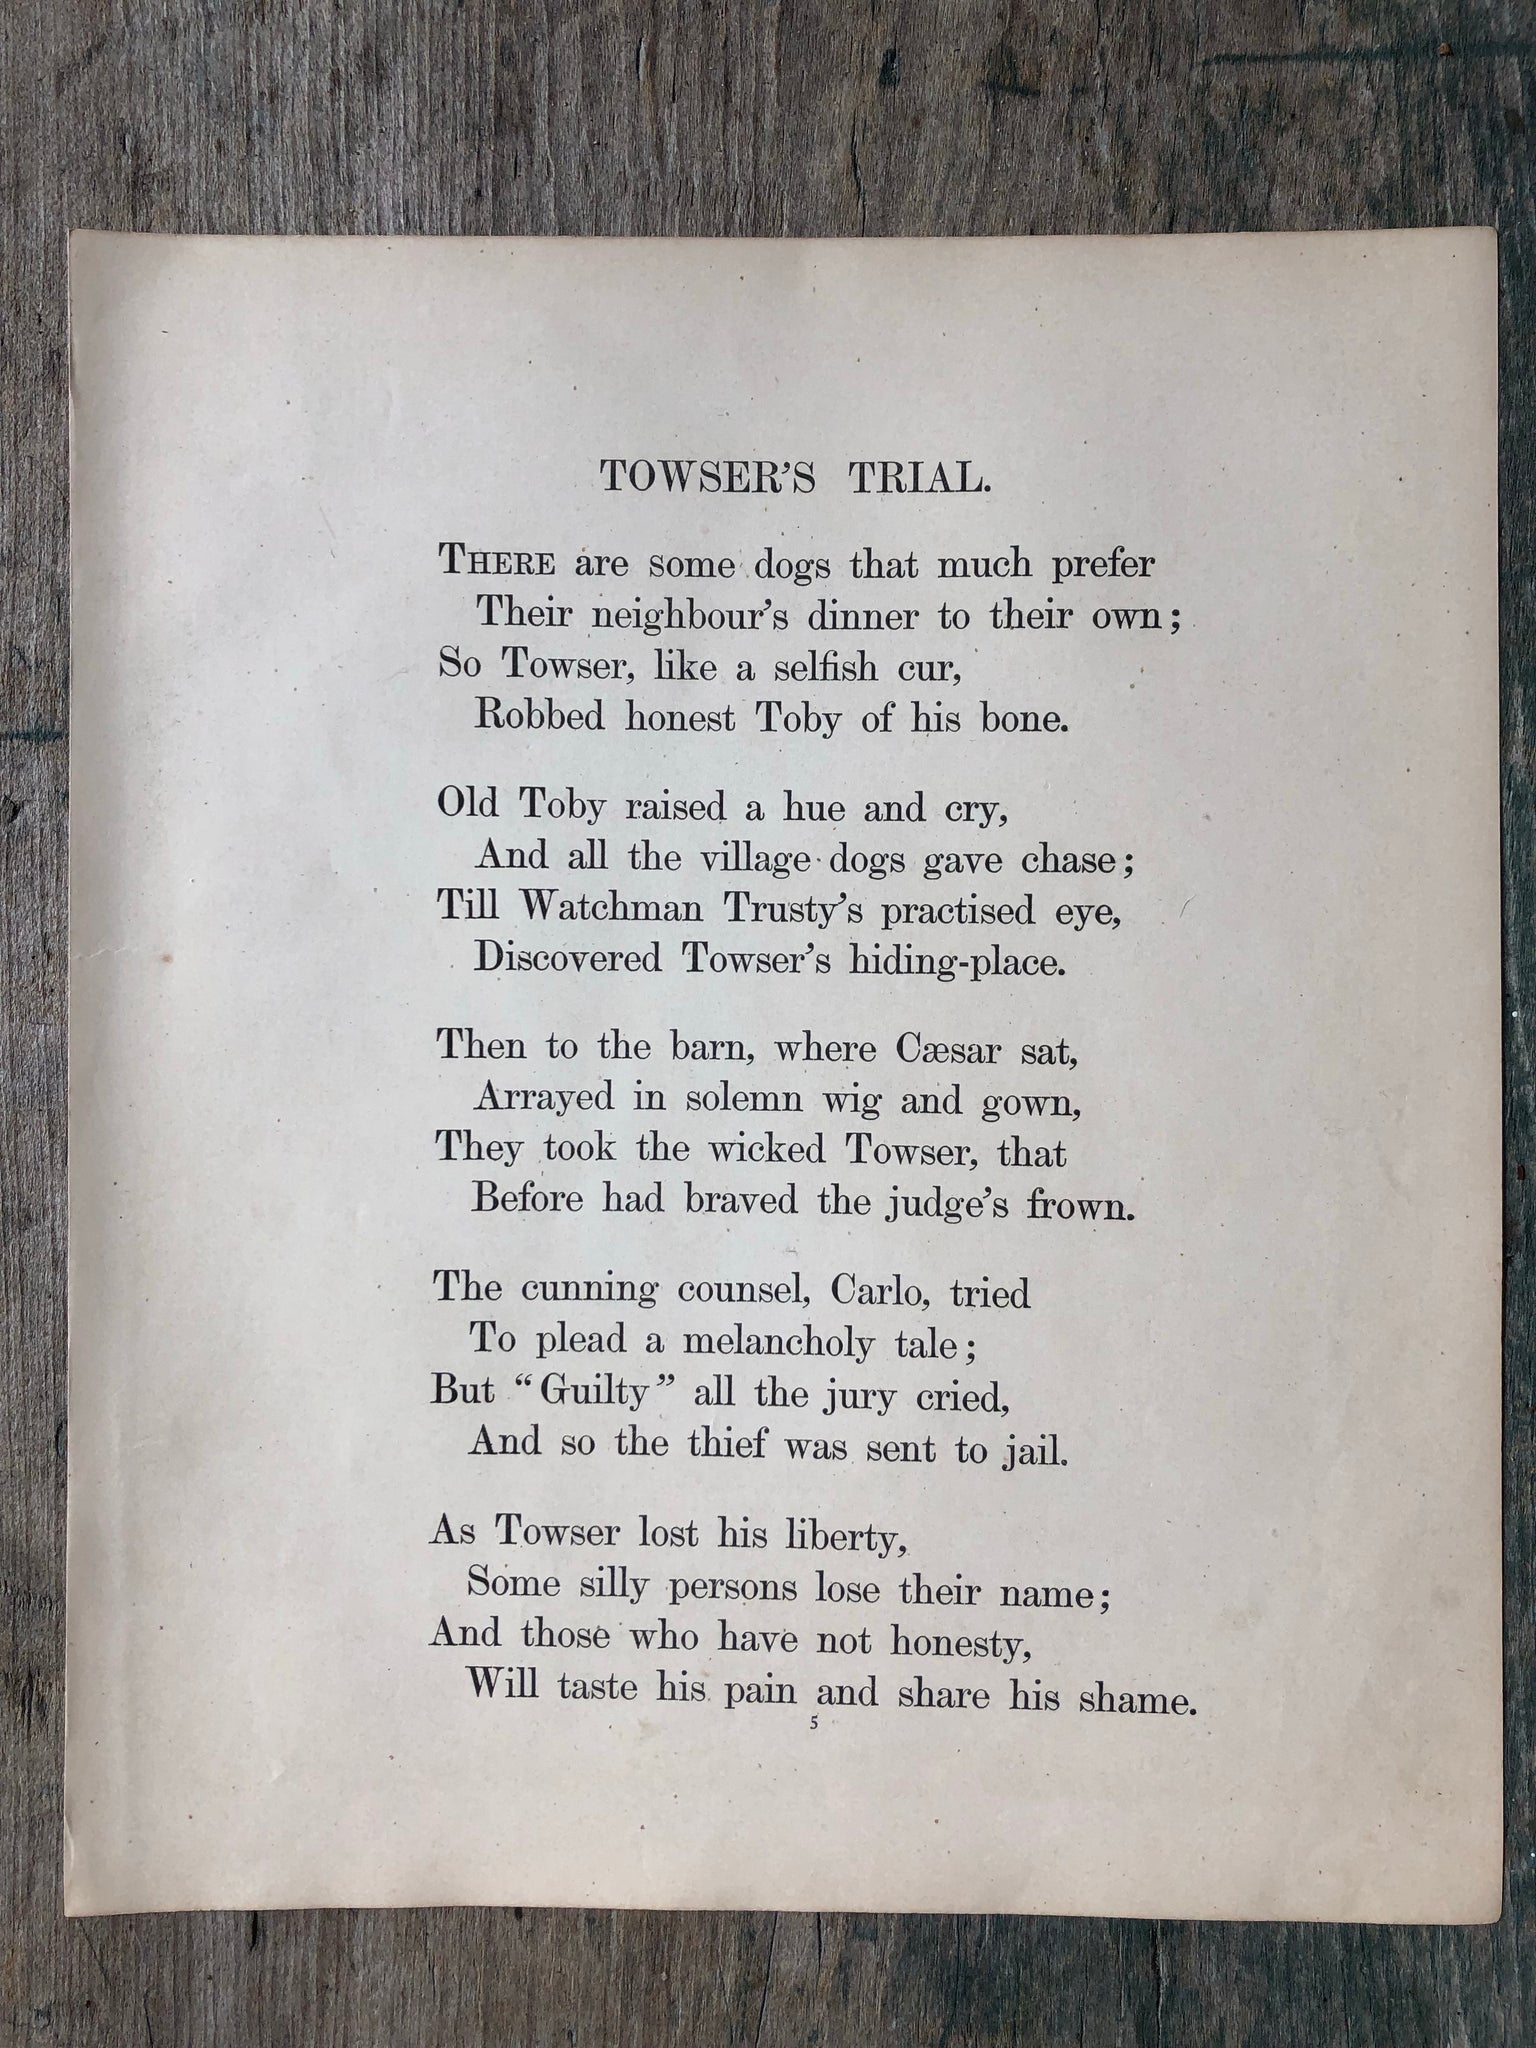 TOWSER'S TRIAL.
THERE are some dogs that much prefer
Their neighbour's dinner to their own;
So Towser, like a selfish cur,
Robbed honest Toby of his bone.
Old Toby raised a hue and cry,
And all the village dogs gave chase;
Till Watchman Trusty's practised eye,
Discovered Towser's hiding-place.
Then to the barn, where Cæsar sat,
Arrayed in solemn wig and gown,
They took the wicked Towser, that
Before had braved the judge's frown.
The cunning counsel, Carlo, tried
To plead a melancholy tale;
But "Guilty" all the jury cried,
And so the thief was sent to jail.
As Towser lost his liberty,
Some silly persons lose their name;
And those who have not honesty,
Will taste his pain and share his shame.
5